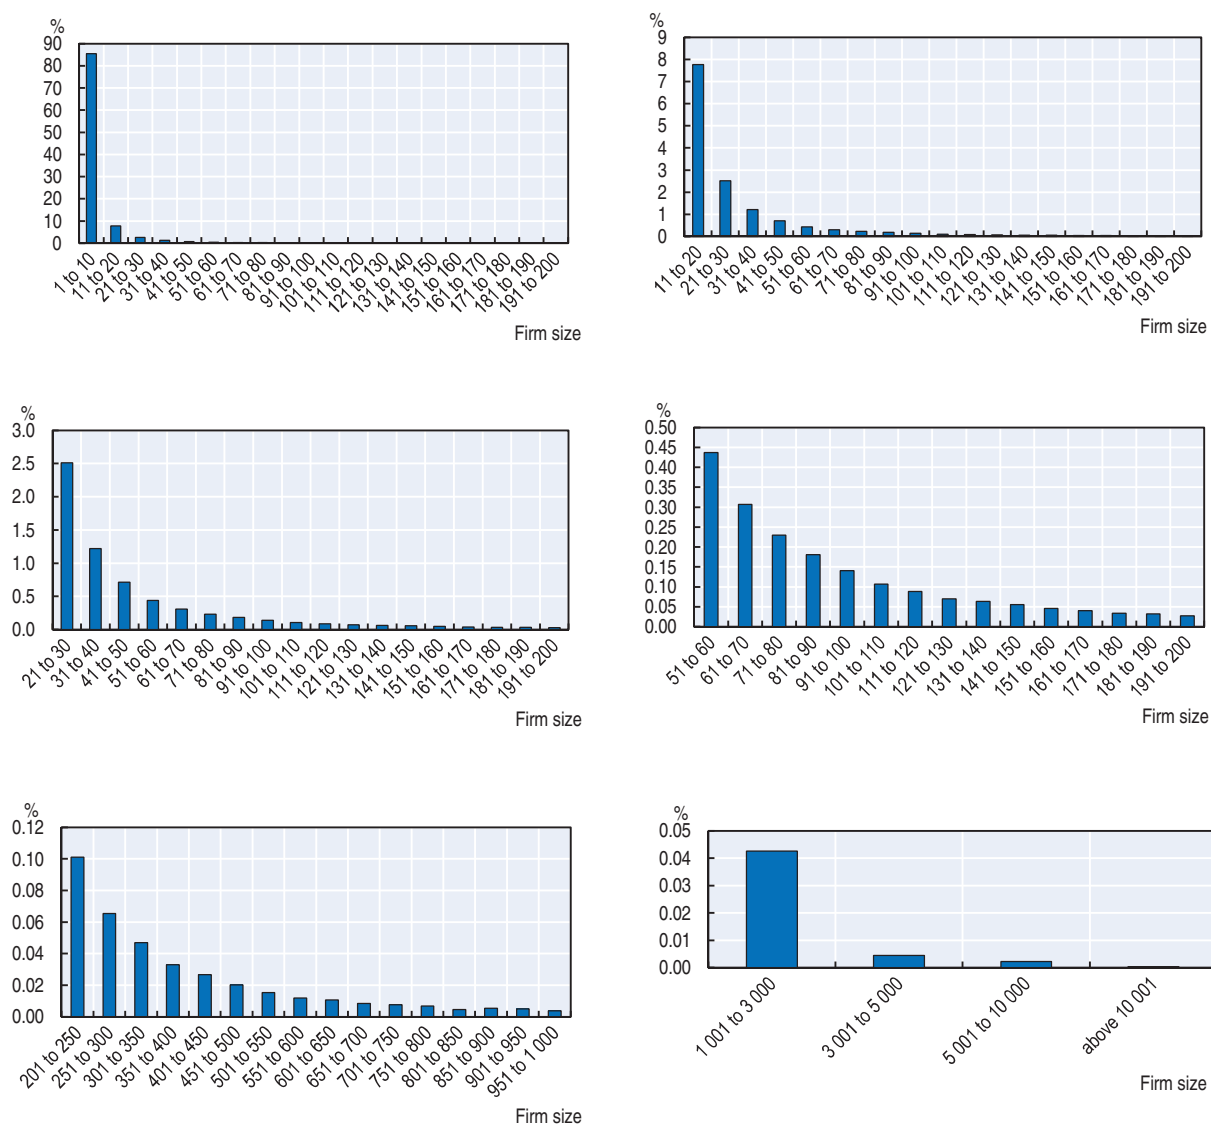 %
90
80
70
60
50
40
30
20
10
0
1 to 10
11 to 20
21 to 30
31 to 40
41 to 50
51 to 60
61 to 70
71 to 80
81 to 90
91 to 100
101 to 110
111 to 120
121 to 130
131 to 140
141 to 150
151 to 160
161 to 170
171 to 180
181 to 190
191 to 200
Firm size
%
9
8
7
6
5
4
3
2
1
0
11 to 20
21 to 30
31 to 40
41 to 50
51 to 60
61 to 70
71 to 80
81 to 90
91 to 100
101 to 110
111 to 120
121 to 130
131 to 140
141 to 150
151 to 160
161 to 170
171 to 180
181 to 190
191 to 200
Firm size
%
3.0
2.5
2.0
1.5
1.0
0.5
0.0
21 to 30
31 to 40
41 to 50
51 to 60
61 to 70
71 to 80
81 to 90
91 to 100
101 to 110
111 to 120
121 to 130
131 to 140
141 to 150
151 to 160
161 to 170
171 to 180
181 to 190
191 to 200
Firm size
%
0.50
0.45
0.40
0.35
0.30
0.25
0.20
0.15
0.10
0.05
0.00
51 to 60
61 to 70
71 to 80
81 to 90
91 to 100
101 to 110
111 to 120
121 to 130
131 to 140
141 to 150
151 to 160
161 to 170
171 to 180
181 to 190
191 to 200
Firm size
%
0.12
0.10
0.08
0.06
0.04
0.02
0.00
201 to 250
251 to 300
301 to 350
351 to 400
401 to 450
451 to 500
501 to 550
551 to 600
601 to 650
651 to 700
701 to 750
751 to 800
801 to 850
851 to 900
901 to 950
951 to 1 000
Firm size
%
0.05
0.04
0.03
0.02
0.01
0.00
1 001 to 3 000
3 001 to 5 000
5 001 to 10 000
above 10 001
Firm size